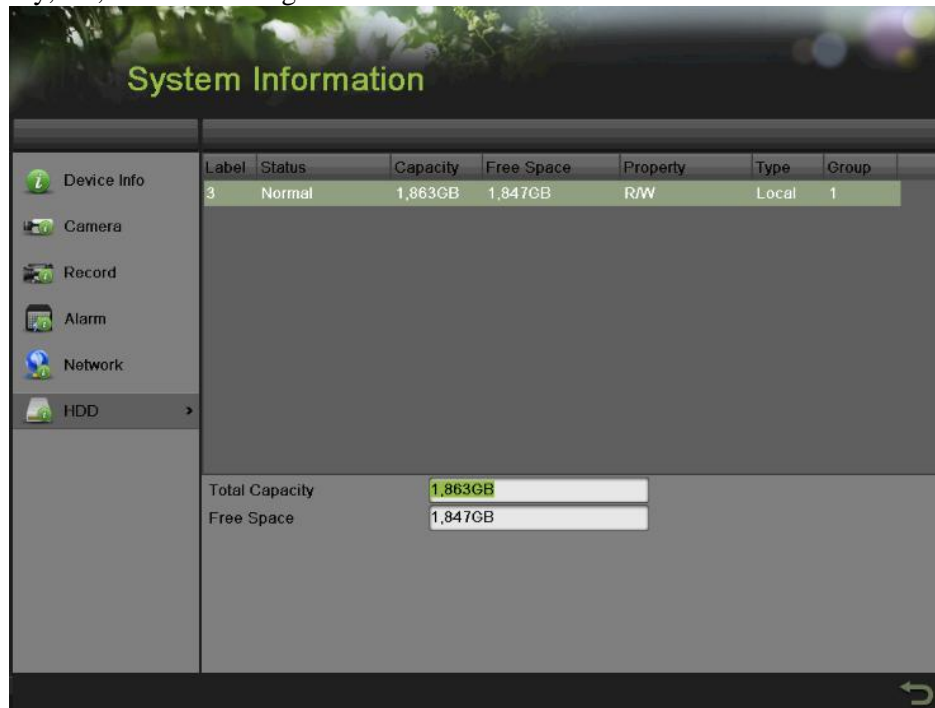 System Information
Label Status Capacity Free Space Property Type Group
3 Normal 1,863GB 1,847GB R/W Local 1
Device Info
Camera
Record
Alarm
Network
HDD
Total Capacity 1,863GB
Free Space 1,847GB